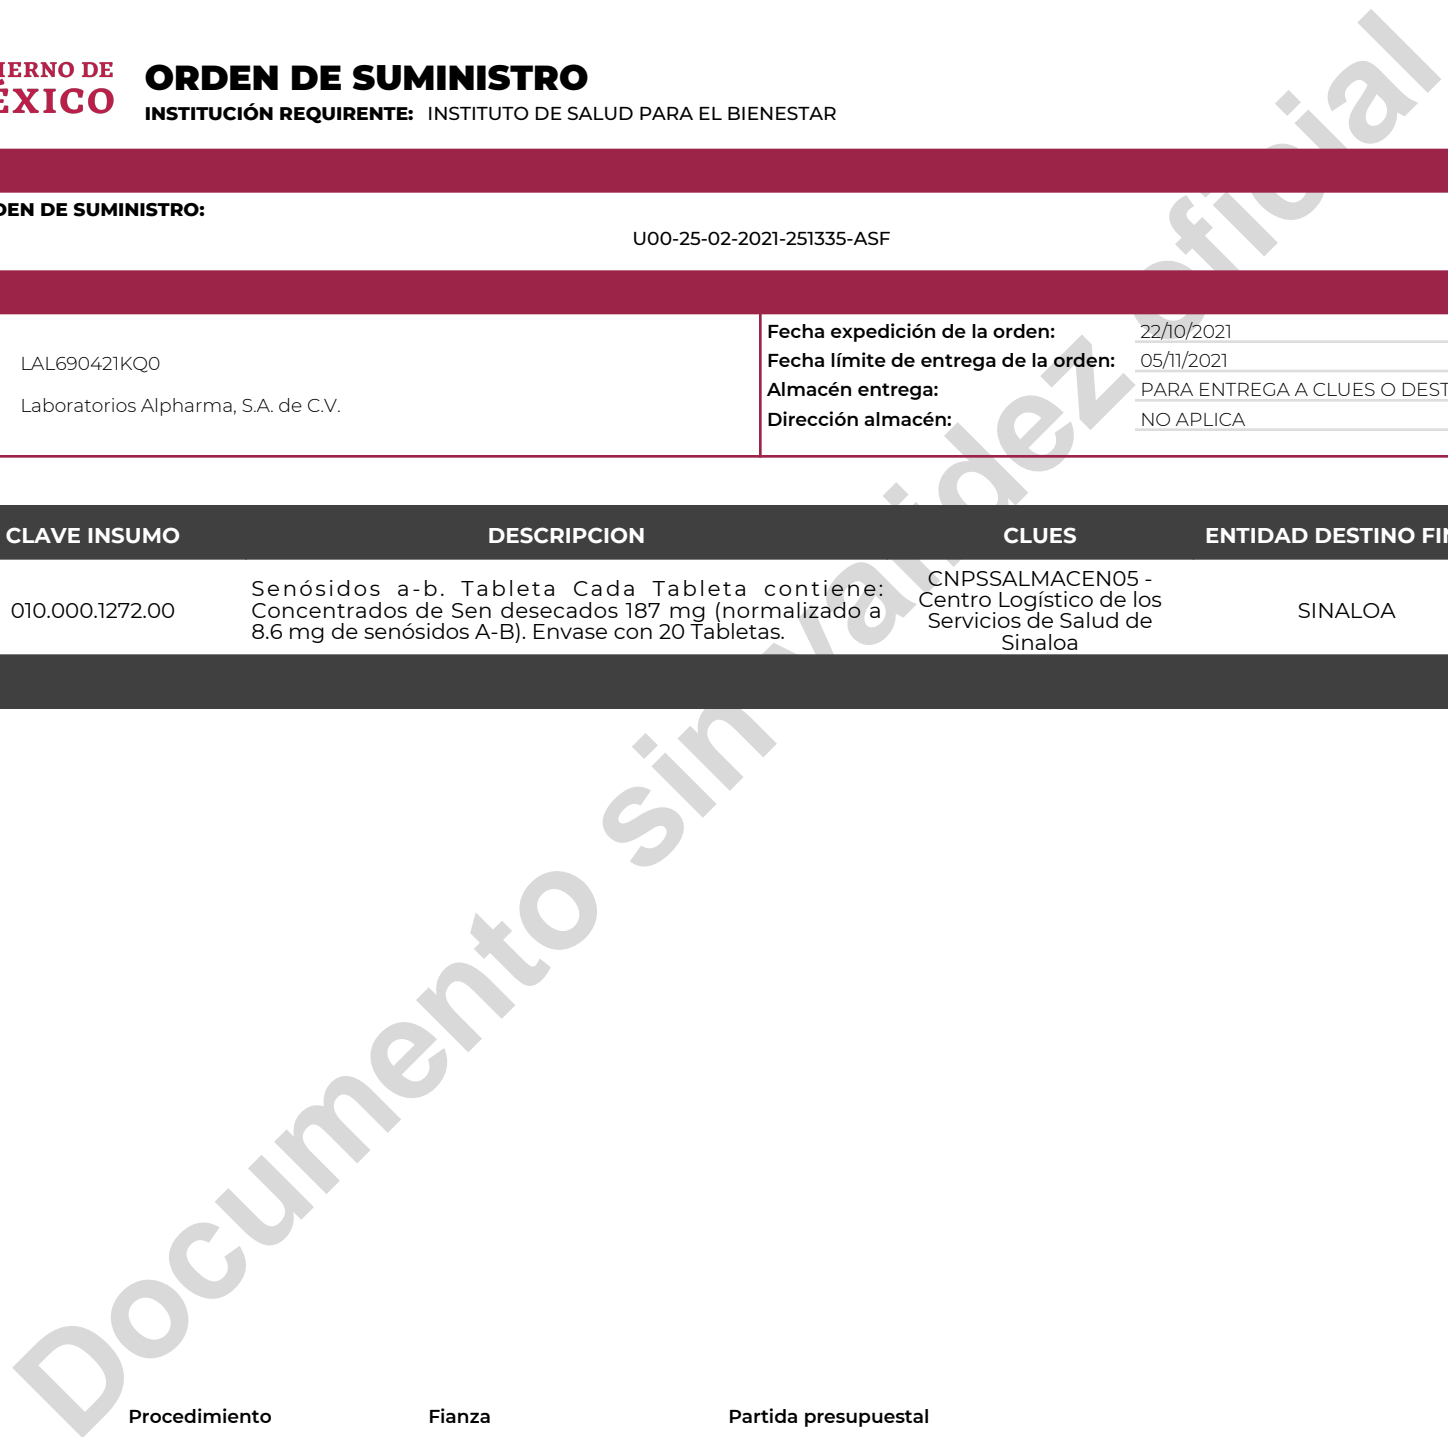 IERNO DE
ÉXICO
ORDEN DE SUMINISTRO
INSTITUCIÓN REQUIRENTE: INSTITUTO DE SALUD PARA EL BIENESTAR
DEN DE SUMINISTRO:
U00-25-02-2021-251335-ASF
LAL690421KQ0
Laboratorios Alpharma, S.A. de C.V.
Fecha expedición de la orden: 22/10/2021
Fecha límite de entrega de la orden: 05/11/2021
Almacén entrega: PARA ENTREGA A CLUES O DEST
Dirección almacén: NO APLICA
CLAVE INSUMO DESCRIPCION CLUES ENTIDAD DESTINO FIN
010.000.1272.00
Senósidos a-b. Tableta Cada Tableta contiene:
Concentrados de Sen desecados 187 mg (normalizado a
8.6 mg de senósidos A-B). Envase con 20 Tabletas.
CNPSSALMACEN05 -
Centro Logístico de los
Servicios de Salud de
Sinaloa
SINALOA
Documento sin validez oficial
Procedimiento Fianza Partida presupuestal